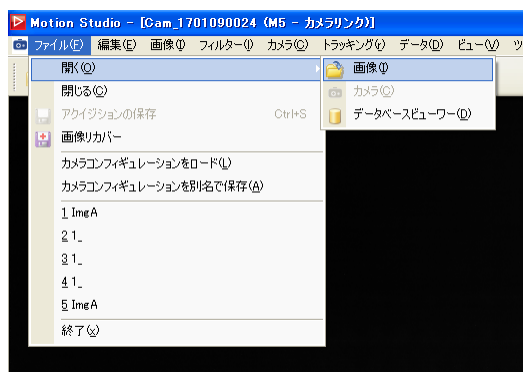 Motion Studio - [Cam_1701090024 (M5 - カメラリンク)]
ファイル(F) 編集(E) 画像(I) フィルター(I) カメラ(C) トラッキング(r) データ(D) ビュー(V) ツ
開く(O)
画像(I)
閉じる(C)
カメラ(C)
アクイジションの保存 Ctrl+S
データベースビューワー(D)
画像リカバー
カメラコンフィギュレーションをロード(L)
カメラコンフィギュレーションを別名で保存(A)
1 ImgA
2 1_
3 1_
4 1_
5 ImgA
終了(x)